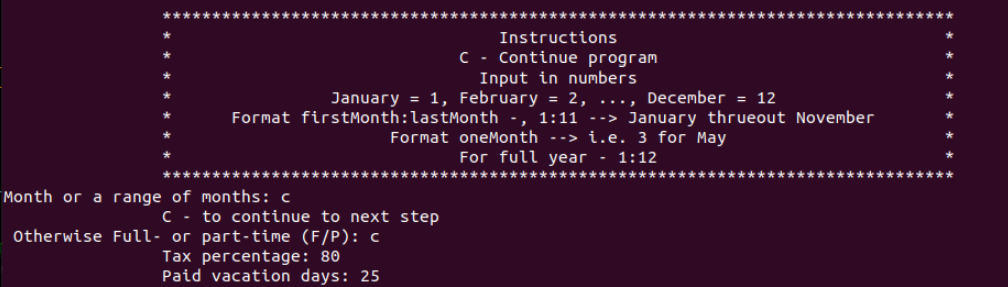 ********************************************************************************
* Instructions *
* C - Continue program *
* Input in numbers *
* January = 1, February = 2, ..., December = 12 *
* Format firstMonth:lastMonth -, 1:11 --> January thrueout November *
* Format oneMonth --> i.e. 3 for May *
* For full year - 1:12 *
********************************************************************************
Month or a range of months: c
C - to continue to next step
Otherwise Full- or part-time (F/P): c
Tax percentage: 80
Paid vacation days: 25